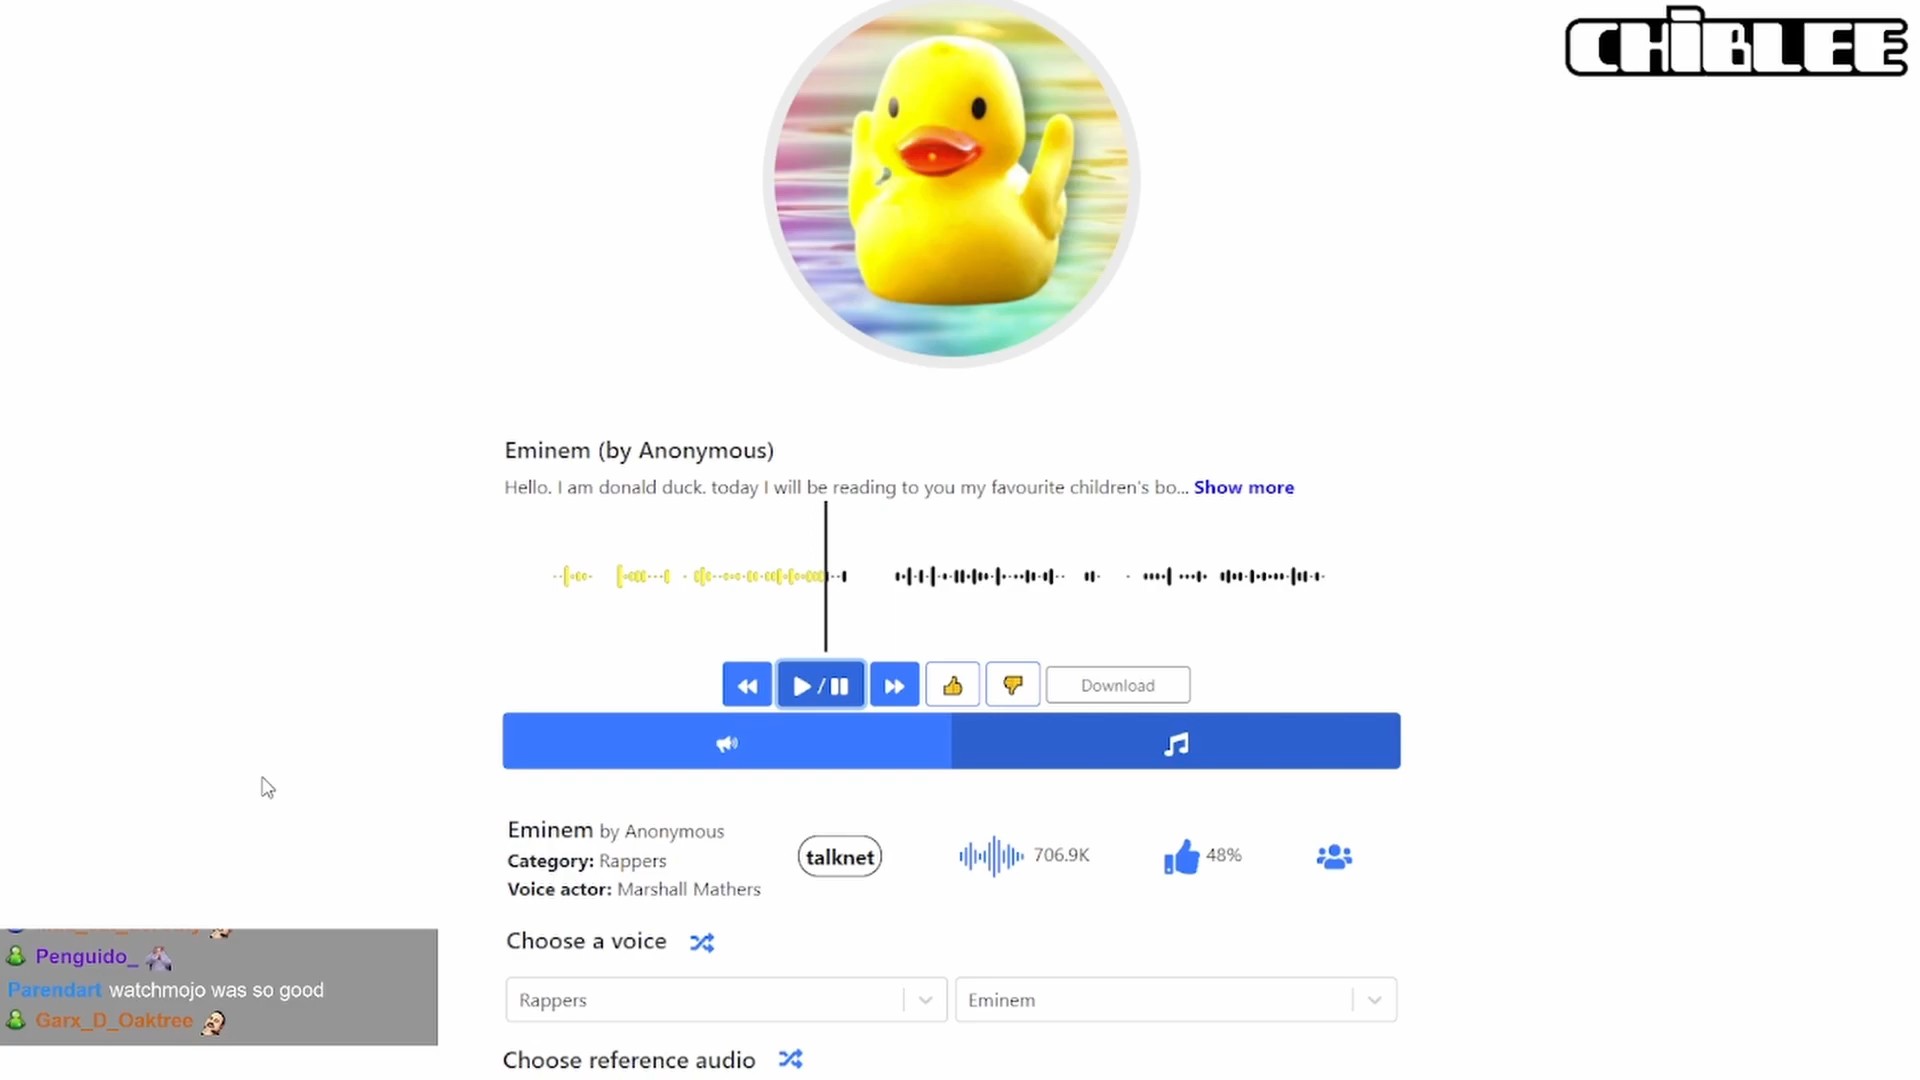 CHIBLEE
Eminem (by Anonymous)
Hello. I am donald duck. today I will be reading to you my favourite children's bo... Show more
Download
Eminem by Anonymous
Category: Rappers
Voice actor: Marshall Mathers
talknet
706.9K
48%
Choose a voice
Rappers
Eminem
Choose reference audio
Penguido_
Parendart watchmojo was so good
Garx_D_Oaktree